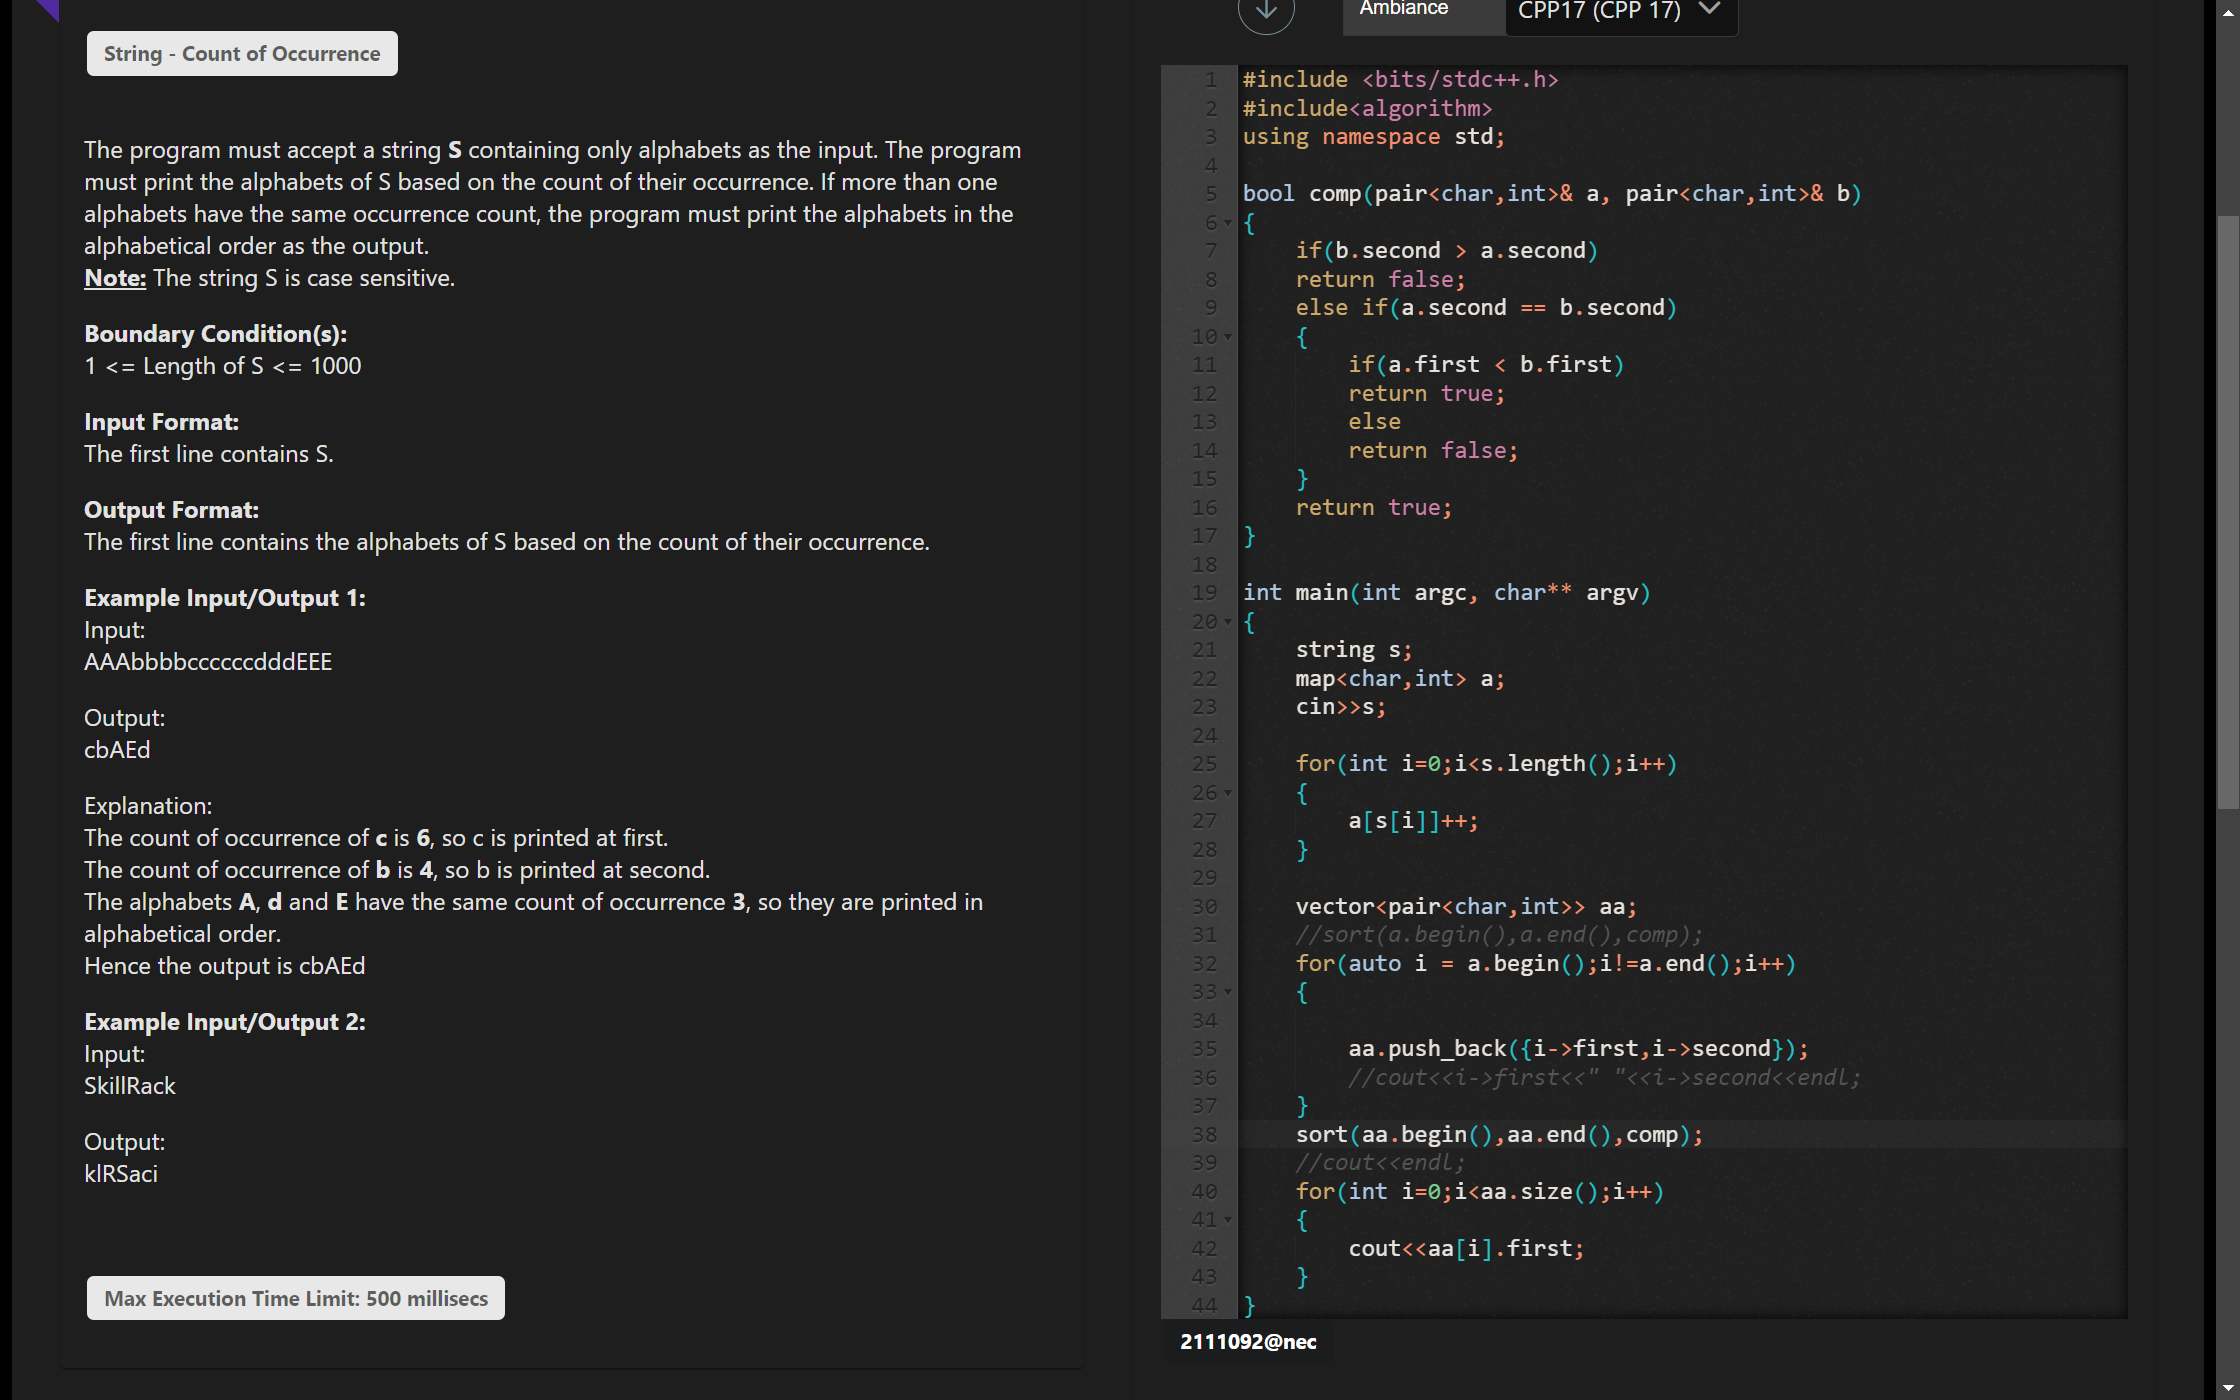 String - Count of Occurrence
The program must accept a string S containing only alphabets as the input. The program
must print the alphabets of S based on the count of their occurrence. If more than one
alphabets have the same occurrence count, the program must print the alphabets in the
alphabetical order as the output.
Note: The string S is case sensitive.
Boundary Condition(s):
1 <= Length of S <= 1000
Input Format:
The first line contains S.
Output Format:
The first line contains the alphabets of S based on the count of their occurrence.
Example Input/Output 1:
Input:
AAAbbbbccccccdddEEE
Output:
cbAEd
Explanation:
The count of occurrence of c is 6, so c is printed at first.
The count of occurrence of b is 4, so b is printed at second.
The alphabets A, d and E have the same count of occurrence 3, so they are printed in
alphabetical order.
Hence the output is cbAEd
Example Input/Output 2:
Input:
SkillRack
Output:
klRSaci
Max Execution Time Limit: 500 millisecs
Ambiance
CPP17 (CPP 17)
1 #include <bits/stdc++.h>
2 #include<algorithm>
3 using namespace std;
4
5 bool comp(pair<char,int>& a, pair<char,int>& b)
6 {
7     if(b.second > a.second)
8     return false;
9     else if(a.second == b.second)
10     {
11         if(a.first < b.first)
12         return true;
13         else
14         return false;
15     }
16     return true;
17 }
18
19 int main(int argc, char** argv)
20 {
21     string s;
22     map<char,int> a;
23     cin>>s;
24
25     for(int i=0;i<s.length();i++)
26     {
27         a[s[i]]++;
28     }
29
30     vector<pair<char,int>> aa;
31     //sort(a.begin(),a.end(),comp);
32     for(auto i = a.begin();i!=a.end();i++)
33     {
34
35         aa.push_back({i->first,i->second});
36         //cout<<i->first<<" "<<i->second<<endl;
37     }
38     sort(aa.begin(),aa.end(),comp);
39     //cout<<endl;
40     for(int i=0;i<aa.size();i++)
41     {
42         cout<<aa[i].first;
43     }
44 }
2111092@nec